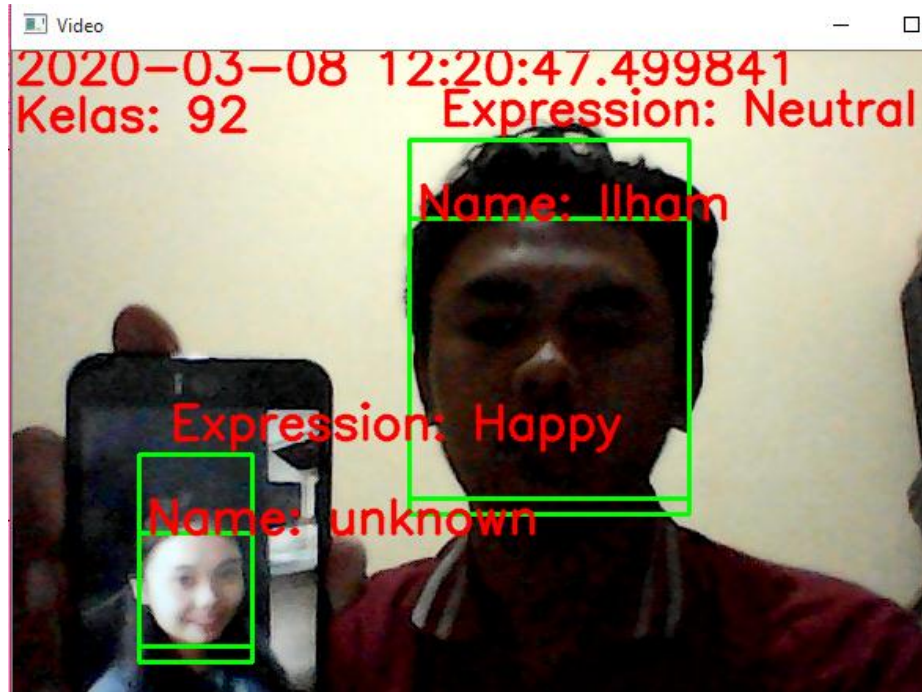 Video
2020-03-08 12:20:47.499841
Kelas: 92
Expression: Neutral
Name: Ilham
Expression: Happy
Name: unknown